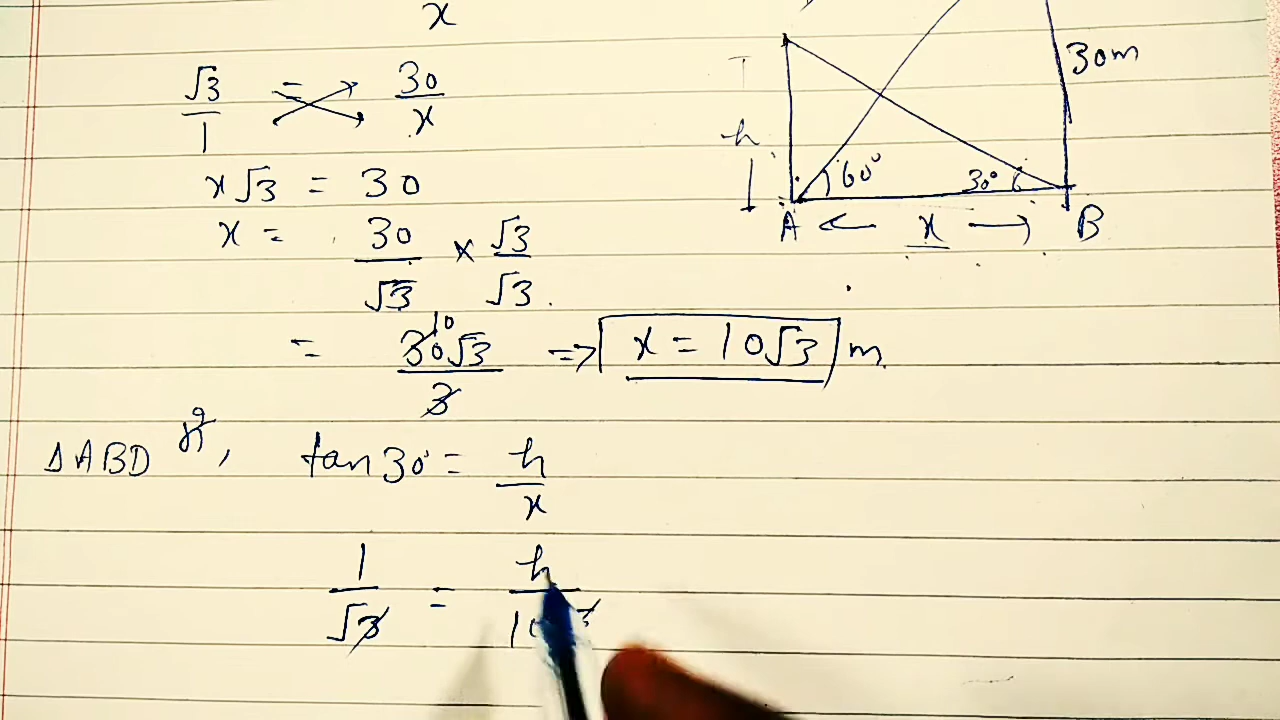 x
√3/1 = 30/x
x√3 = 30
x = 30/√3 × √3/√3.
= 30√3/3 10 => x = 10√3 m
ΔABD में, tan30° = h/x
1/√3 = h/10
30m
h
60° 30°
A ← x → B